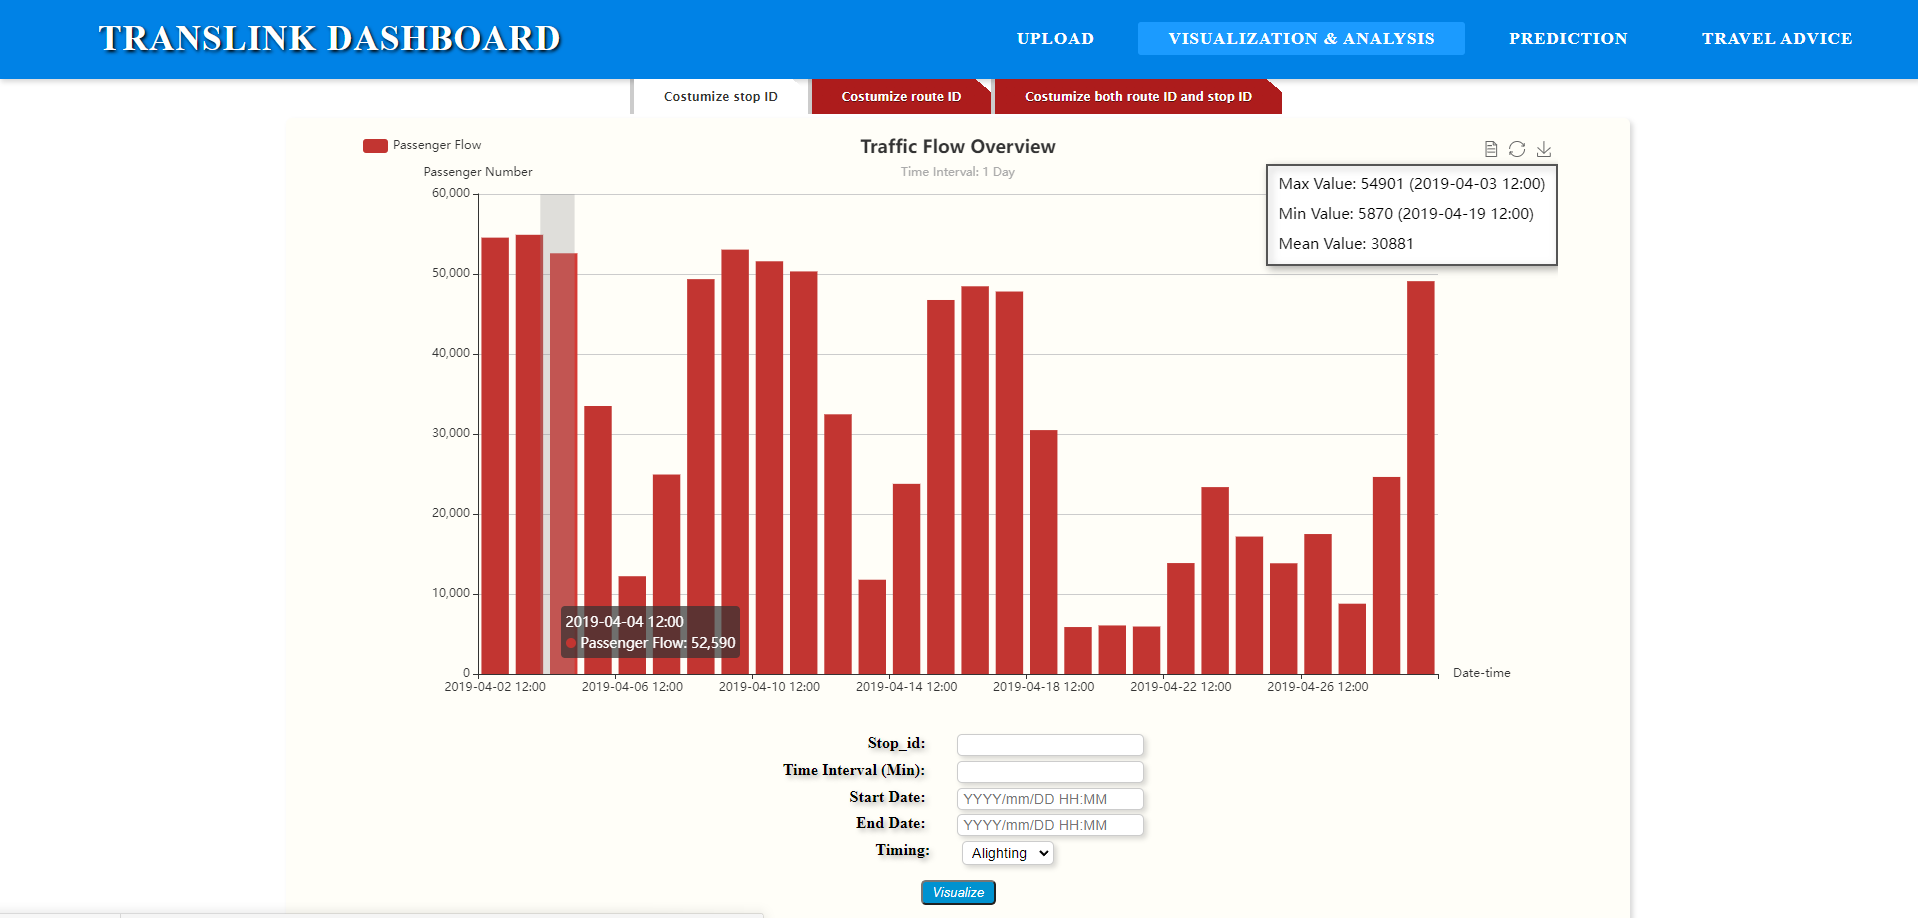 TRANSLINK DASHBOARD
UPLOAD
VISUALIZATION & ANALYSIS
PREDICTION
TRAVEL ADVICE
Costumize stop ID
Costumize route ID
Costumize both route ID and stop ID
Passenger Flow
Traffic Flow Overview
Time Interval: 1 Day
Passenger Number
Max Value: 54901 (2019-04-03 12:00)
Min Value: 5870 (2019-04-19 12:00)
Mean Value: 30881
60,000
50,000
40,000
30,000
20,000
10,000
0
2019-04-04 12:00
Passenger Flow: 52,590
Date-time
2019-04-02 12:00
2019-04-06 12:00
2019-04-10 12:00
2019-04-14 12:00
2019-04-18 12:00
2019-04-22 12:00
2019-04-26 12:00
Stop_id:
Time Interval (Min):
Start Date: YYYY/mm/DD HH:MM
End Date: YYYY/mm/DD HH:MM
Timing: Alighting
Visualize